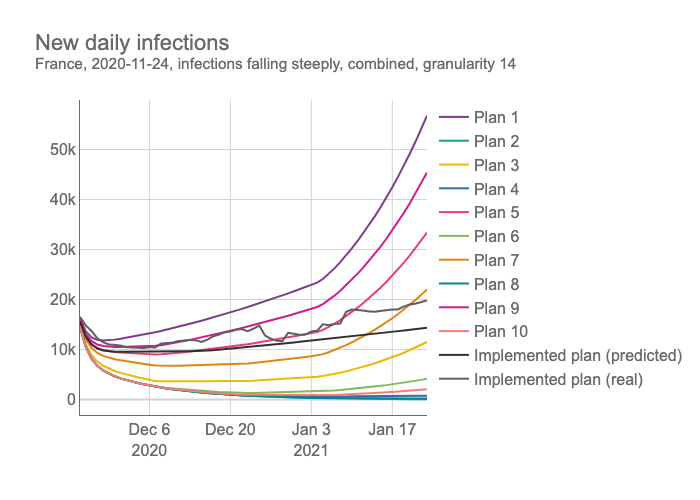 New daily infections
France, 2020-11-24, infections falling steeply, combined, granularity 14
50k
40k
30k
20k
10k
0
Dec 6
2020
Dec 20
Jan 3
2021
Jan 17
Plan 1
Plan 2
Plan 3
Plan 4
Plan 5
Plan 6
Plan 7
Plan 8
Plan 9
Plan 10
Implemented plan (predicted)
Implemented plan (real)